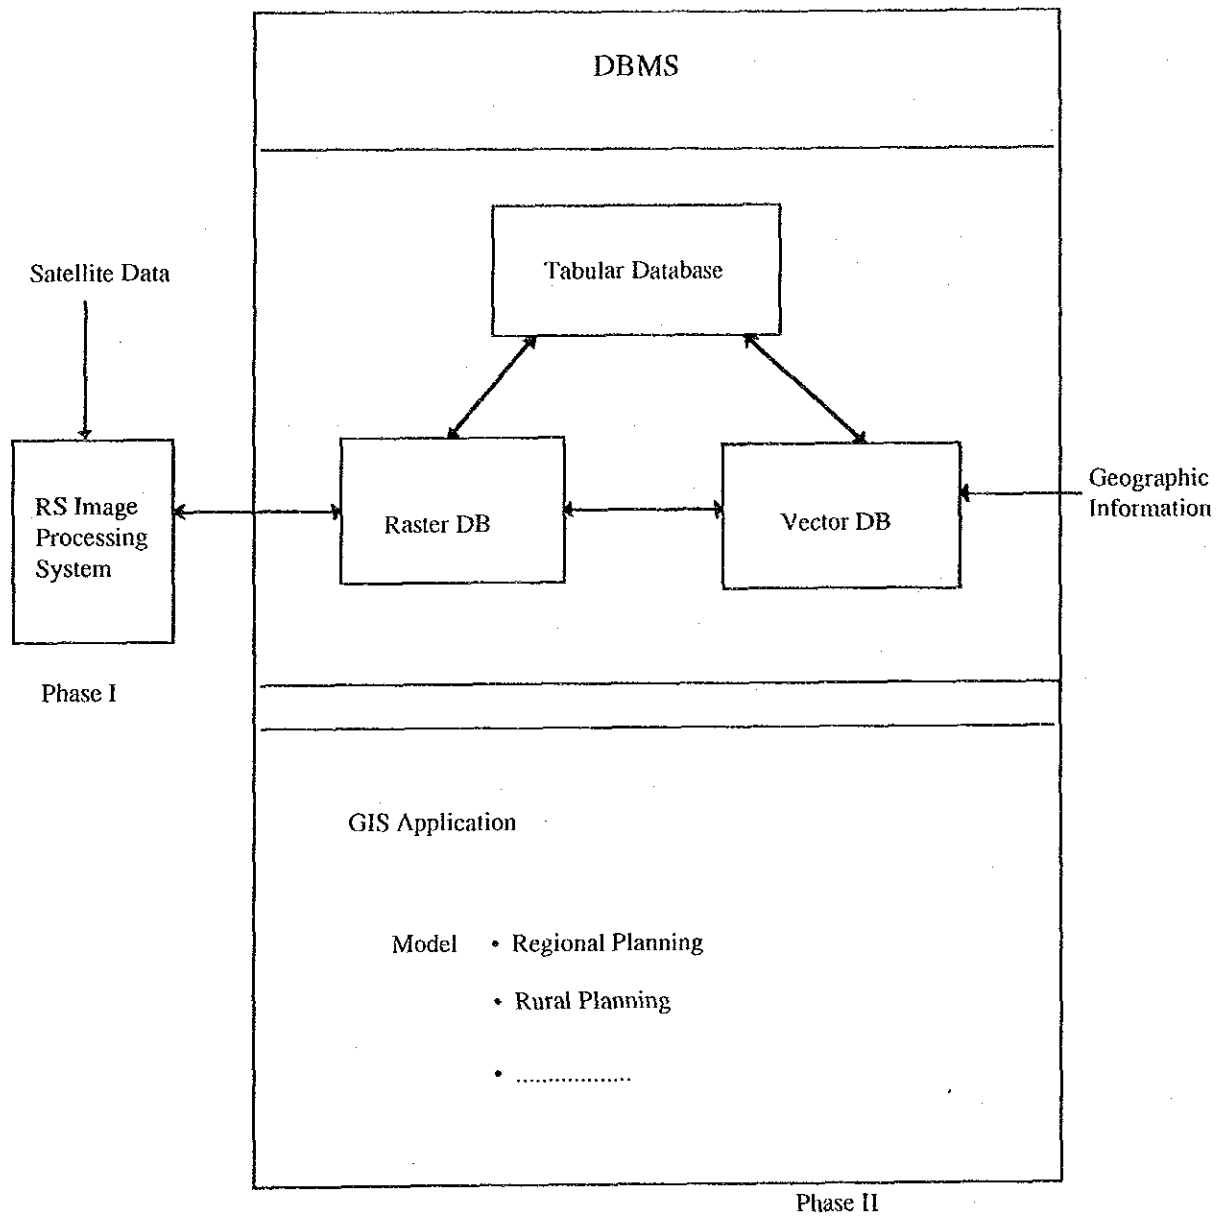 DBMS
Tabular Database
Satellite Data
RS Image
Processing
System
Raster DB
Vector DB
Geographic
Information
Phase I
GIS Application
Model • Regional Planning
• Rural Planning
• ..................
Phase II